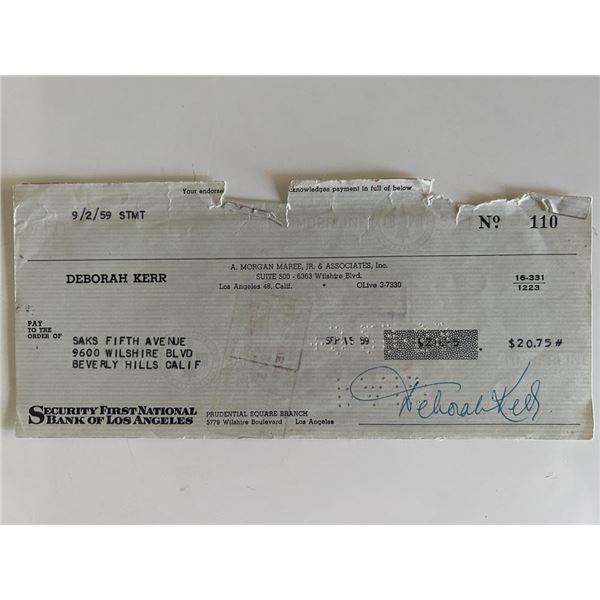 Your endorse cknowledges payment in full of below
9/2/59 STMT
Nº 110
A. MORGAN MAREE, JR. & ASSOCIATES, Inc.
SUITE 500 - 6363 Wilshire Blvd.
Los Angeles 48, Calif. • OLive 3-7330
DEBORAH KERR
16-331
1223
PAY
TO THE
ORDER OF
SAKS FIFTH AVENUE
9600 WILSHIRE BLVD
BEVERLY HILLS CALIF
SEP 15 59
$20.75#
Deborah Kerr
SECURITY FIRST NATIONAL
BANK OF LOS ANGELES
PRUDENTIAL SQUARE BRANCH
5779 Wilshire Boulevard Los Angeles